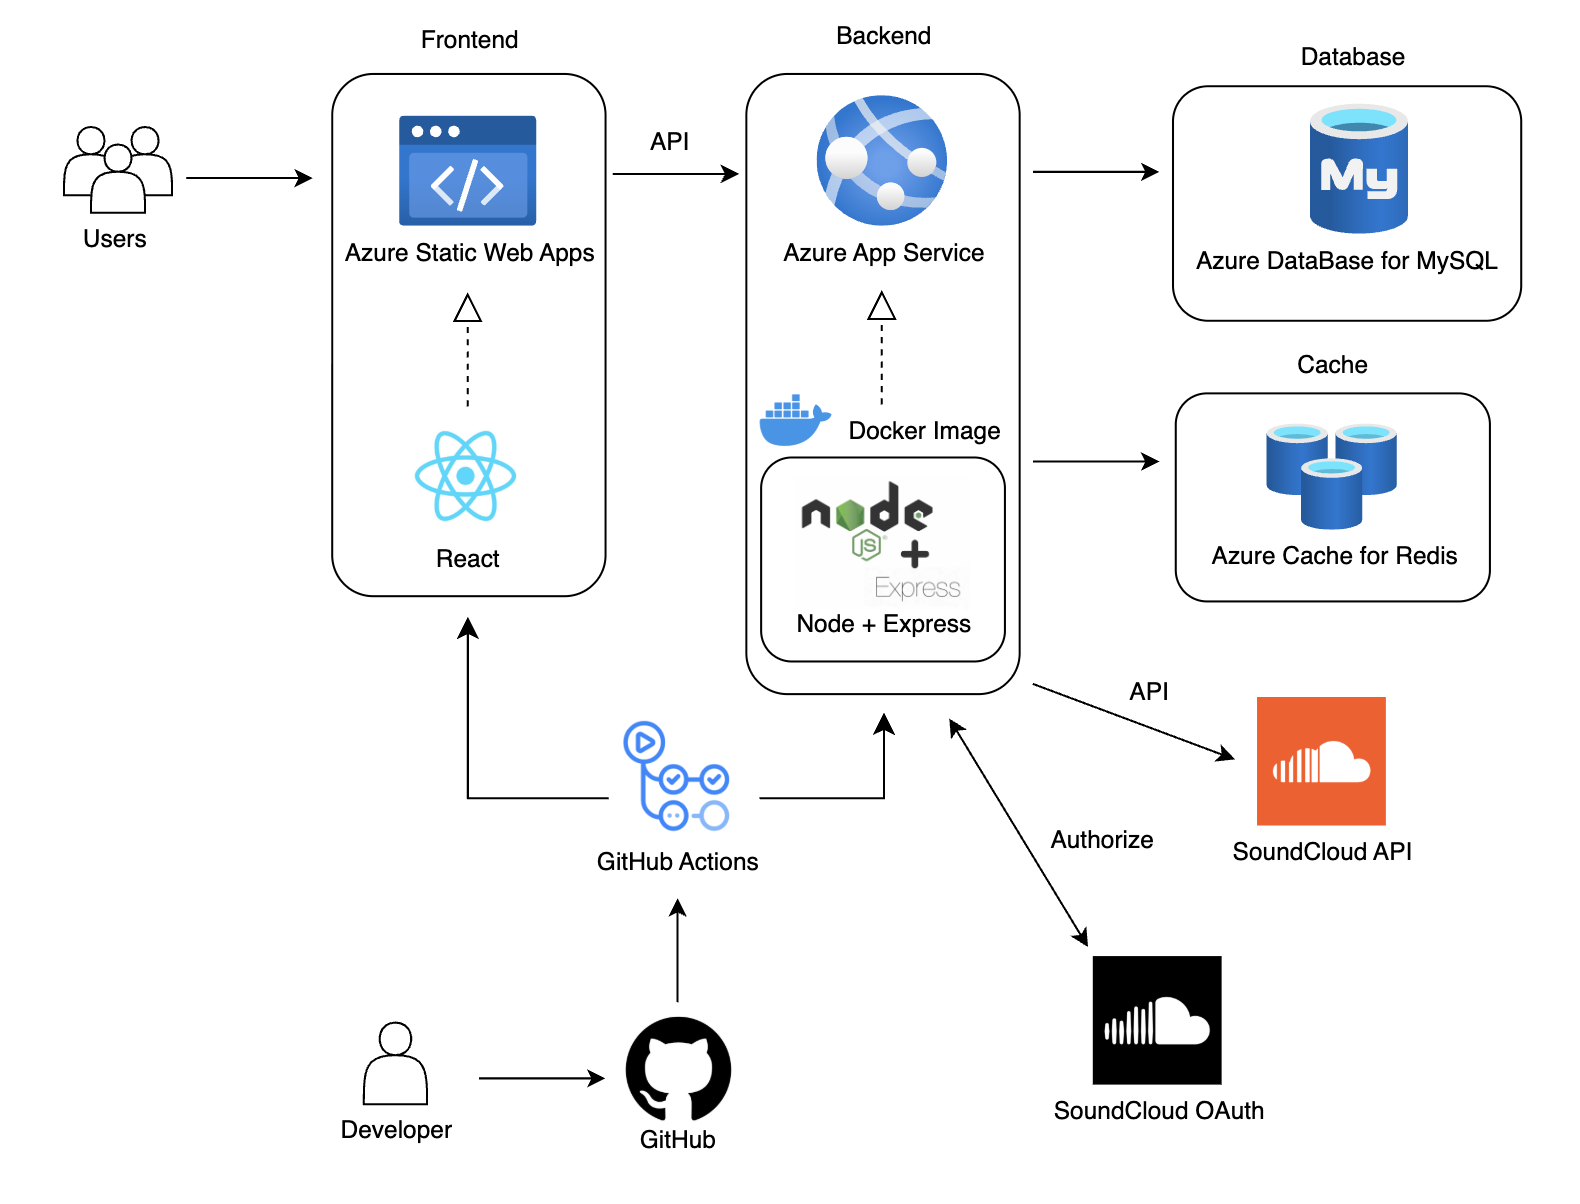 Frontend
Backend
Database
Users
API
Azure Static Web Apps
Azure App Service
My
Azure DataBase for MySQL
Cache
Docker Image
React
node
JS
+
Express
Node + Express
Azure Cache for Redis
API
SoundCloud API
GitHub Actions
Authorize
Developer
GitHub
SoundCloud OAuth